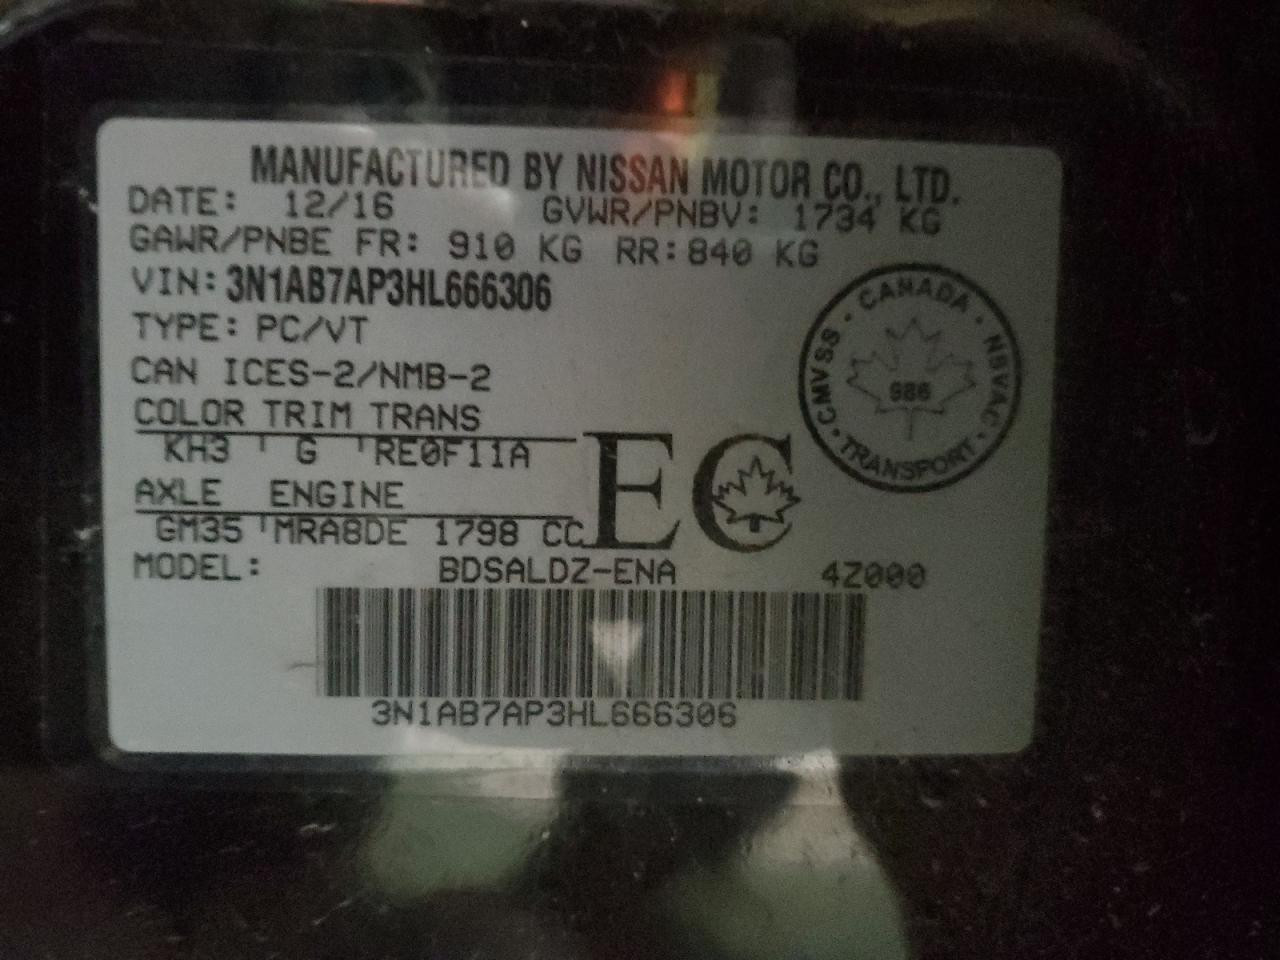 MANUFACTURED BY NISSAN MOTOR CO., LTD.
DATE: 12/16 GVWR/PNBV: 1734 KG
GAWR/PNBE FR: 910 KG RR:840 KG
VIN: 3N1AB7AP3HL666306
TYPE: PC/VT
CAN ICES-2/NMB-2
COLOR TRIM TRANS
KH3 G RE0F11A
AXLE ENGINE
GM35 MRA8DE 1798 CC
EC
CANADA · NSVAC · TRANSPORT · CMVSS ·
986
MODEL: BDSALDZ-ENA 4Z000
3N1AB7AP3HL666306